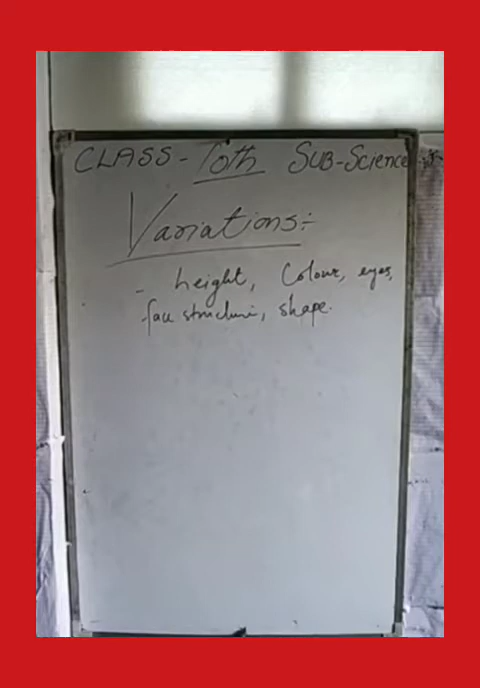 CLASS - 10th SUB-Science
Variations:-
- height, Colour, eyes,
face structure, shape.